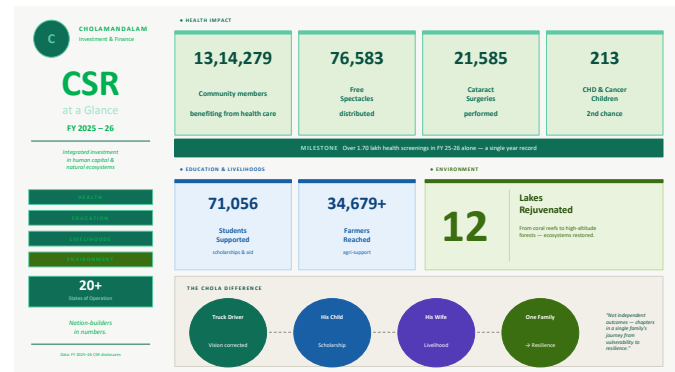 C
CHOLAMANDALAM
Investment & Finance
CSR
at a Glance
FY 2025 – 26
Integrated investment
in human capital &
natural ecosystems
HEALTH
EDUCATION
LIVELIHOODS
ENVIRONMENT
20+
States of Operation
Nation-builders
in numbers.
Data: FY 2025–26 CSR disclosures
● HEALTH IMPACT
13,14,279
Community members
benefiting from health care
76,583
Free
Spectacles
distributed
21,585
Cataract
Surgeries
performed
213
CHD & Cancer
Children
2nd chance
MILESTONE Over 1.70 lakh health screenings in FY 25-26 alone — a single year record
● EDUCATION & LIVELIHOODS
71,056
Students
Supported
scholarships & aid
34,679+
Farmers
Reached
agri-support
● ENVIRONMENT
12
Lakes
Rejuvenated
From coral reefs to high-altitude
forests — ecosystems restored.
THE CHOLA DIFFERENCE
Truck Driver
Vision corrected
His Child
Scholarship
His Wife
Livelihood
One Family
→ Resilience
"Not independent
outcomes — chapters
in a single family's
journey from
vulnerability to
resilience."